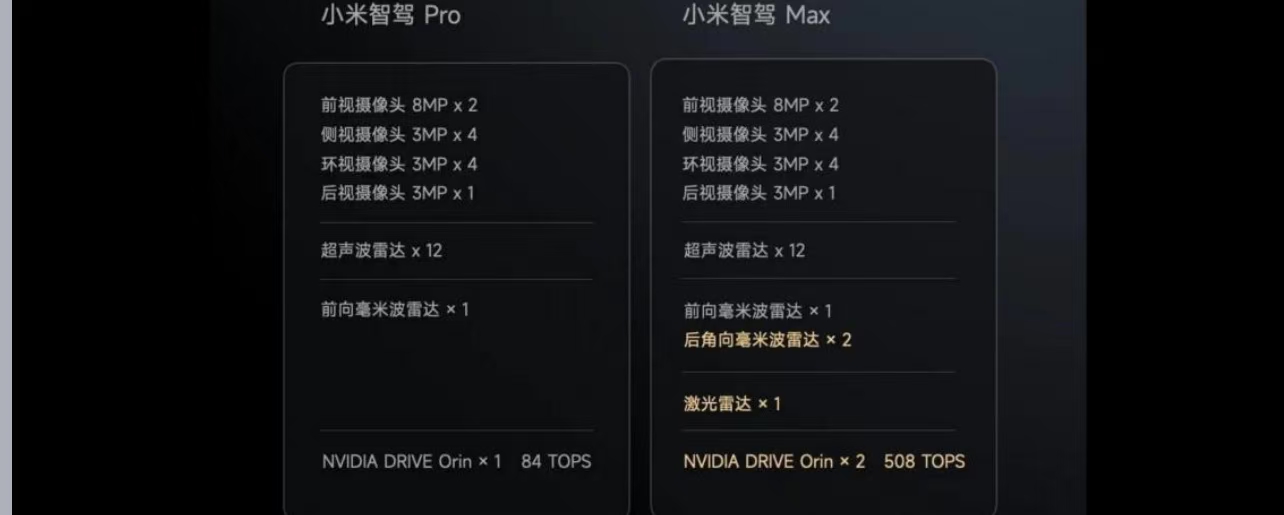 小米智驾 Pro
前视摄像头 8MP x 2
侧视摄像头 3MP x 4
环视摄像头 3MP x 4
后视摄像头 3MP x 1
超声波雷达 x 12
前向毫米波雷达 × 1
NVIDIA DRIVE Orin × 1 84 TOPS
小米智驾 Max
前视摄像头 8MP x 2
侧视摄像头 3MP x 4
环视摄像头 3MP x 4
后视摄像头 3MP x 1
超声波雷达 x 12
前向毫米波雷达 × 1
后角向毫米波雷达 × 2
激光雷达 × 1
NVIDIA DRIVE Orin × 2 508 TOPS